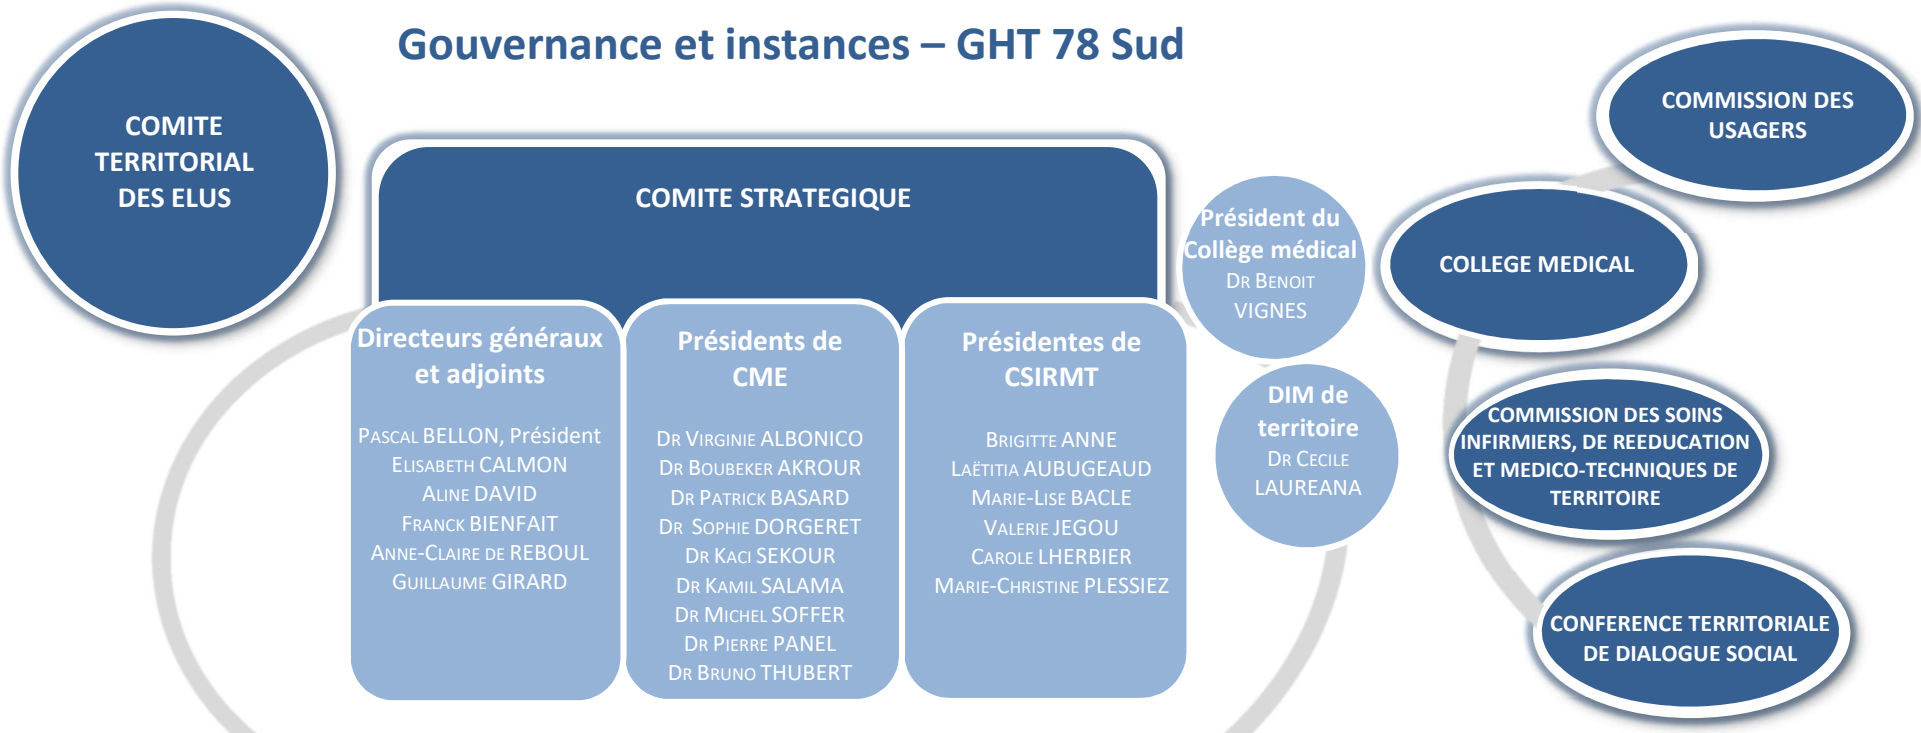 Gouvernance et instances – GHT 78 Sud
COMITE
TERRITORIAL
DES ELUS
COMITE STRATEGIQUE
Directeurs généraux
et adjoints
PASCAL BELLON, Président
ELISABETH CALMON
ALINE DAVID
FRANCK BIENFAIT
ANNE-CLAIRE DE REBOUL
GUILLAUME GIRARD
Présidents de
CME
DR VIRGINIE ALBONICO
DR BOUBEKER AKROUR
DR PATRICK BASARD
DR SOPHIE DORGERET
DR KACI SEKOUR
DR KAMIL SALAMA
DR MICHEL SOFFER
DR PIERRE PANEL
DR BRUNO THUBERT
Présidentes de
CSIRMT
BRIGITTE ANNE
LAËTITIA AUBUGEAUD
MARIE-LISE BACLE
VALERIE JEGOU
CAROLE LHERBIER
MARIE-CHRISTINE PLESSIEZ
Président du
Collège médical
DR BENOIT
VIGNES
DIM de
territoire
DR CECILE
LAUREANA
COMMISSION DES
USAGERS
COLLEGE MEDICAL
COMMISSION DES SOINS
INFIRMIERS, DE REEDUCATION
ET MEDICO-TECHNIQUES DE
TERRITOIRE
CONFERENCE TERRITORIALE
DE DIALOGUE SOCIAL